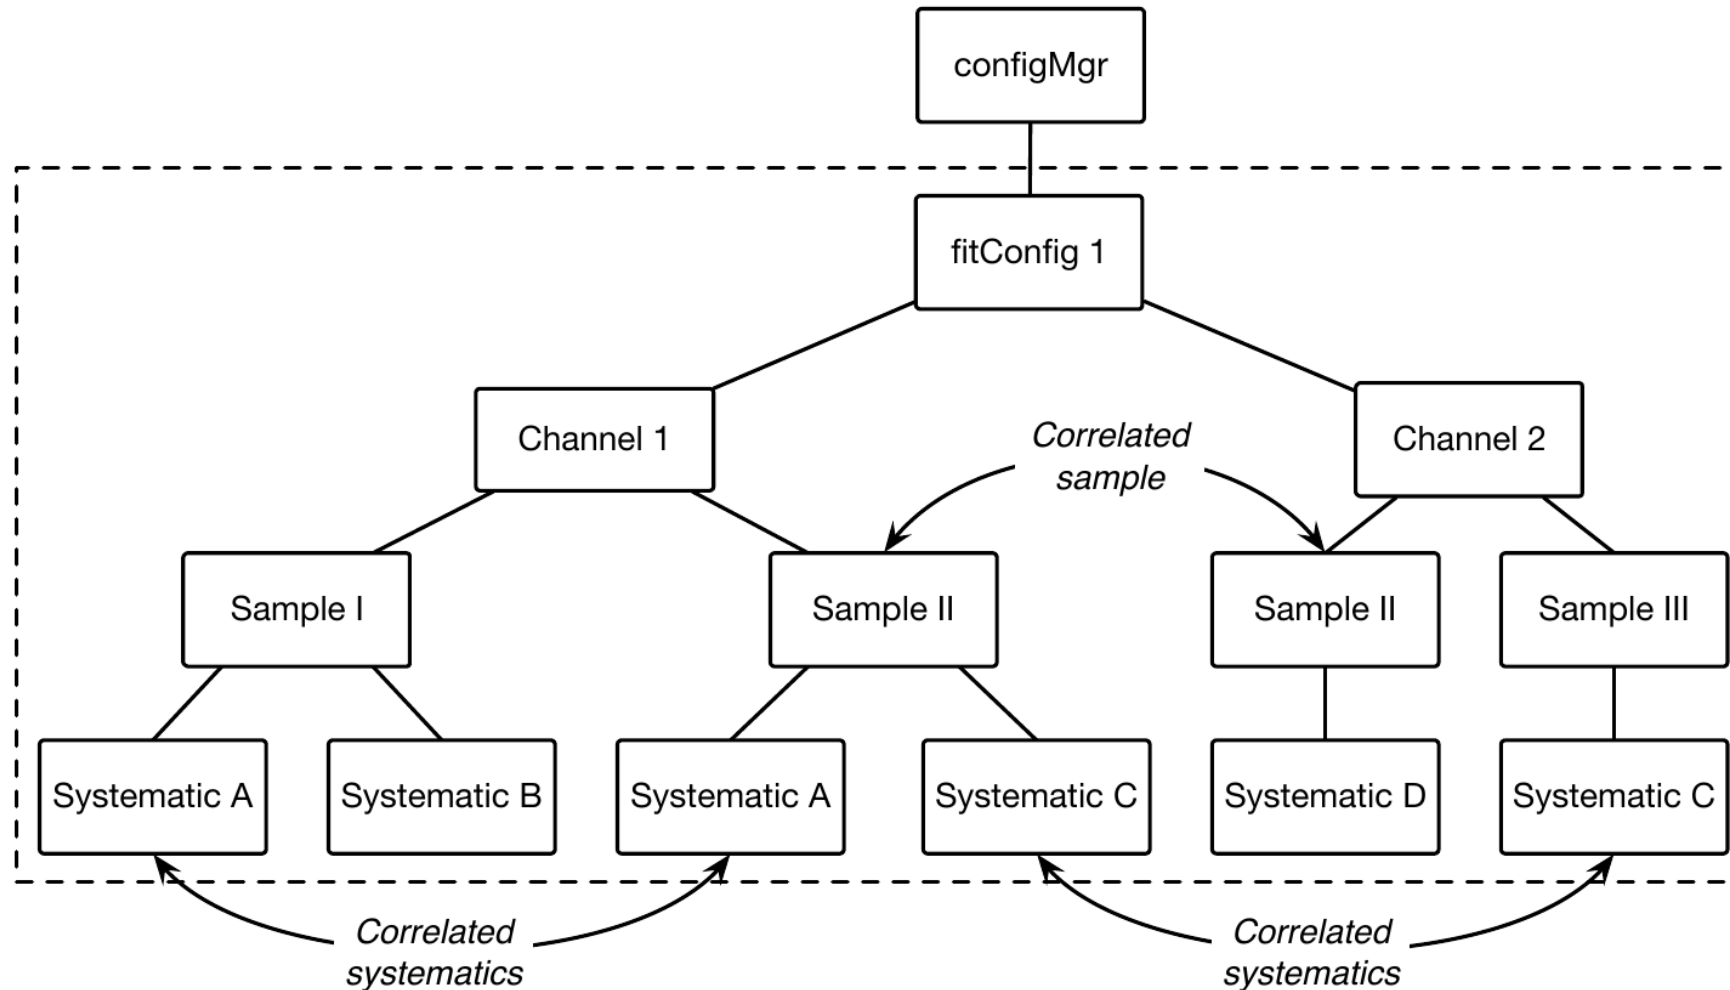 configMgr
fitConfig 1
Channel 1
Correlated
sample
Channel 2
Sample I
Sample II
Sample II
Sample III
Systematic A
Systematic B
Systematic A
Systematic C
Systematic D
Systematic C
Correlated
systematics
Correlated
systematics